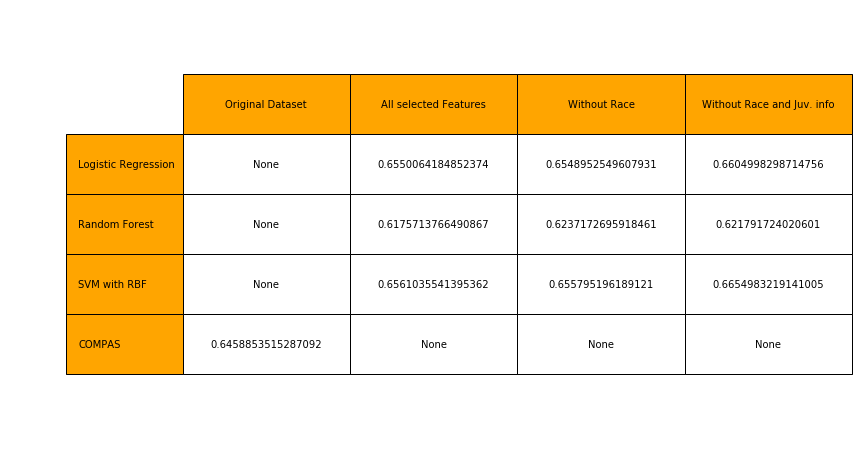 Original Dataset All selected Features Without Race Without Race and Juv. info
Logistic Regression None 0.6550064184852374 0.6548952549607931 0.6604998298714756
Random Forest None 0.6175713766490867 0.6237172695918461 0.621791724020601
SVM with RBF None 0.6561035541395362 0.655795196189121 0.6654983219141005
COMPAS 0.6458853515287092 None None None